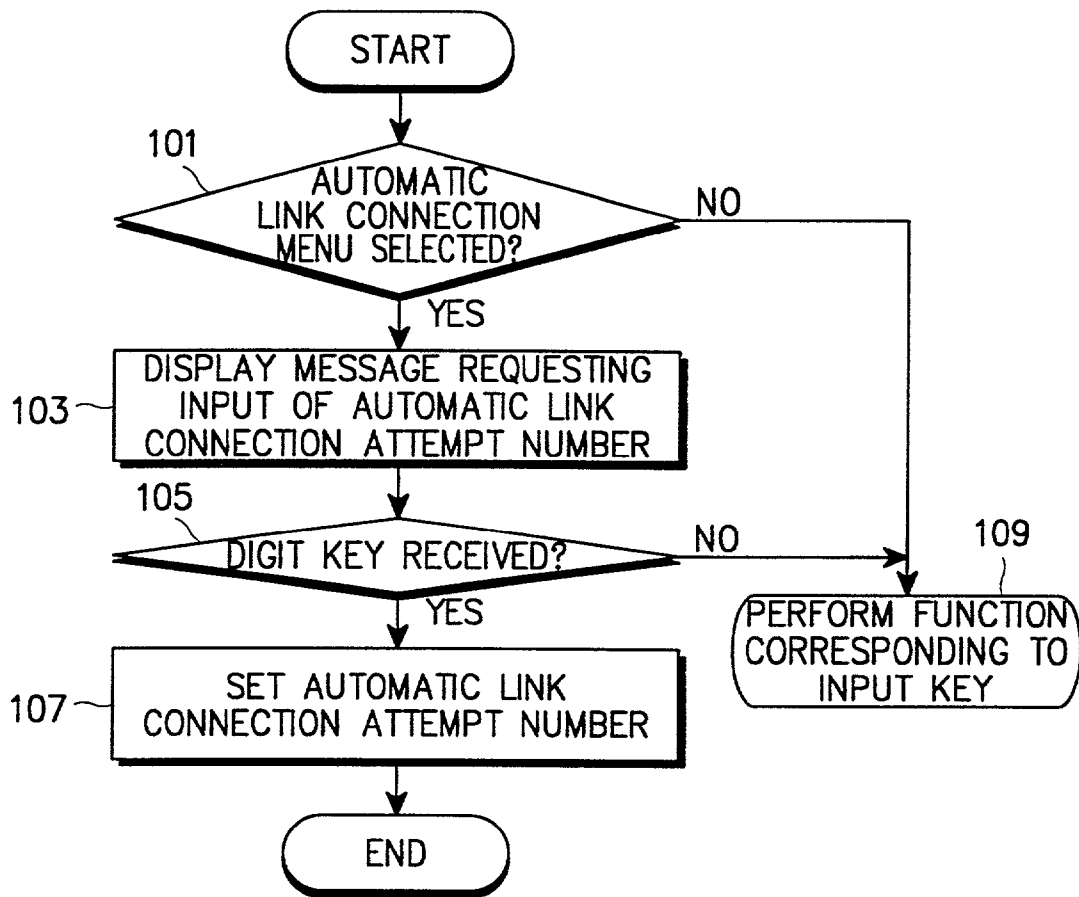 START
101
AUTOMATIC
LINK CONNECTION
MENU SELECTED?
NO
YES
DISPLAY MESSAGE REQUESTING
INPUT OF AUTOMATIC LINK
CONNECTION ATTEMPT NUMBER
103
105
DIGIT KEY RECEIVED?
NO
YES
109
PERFORM FUNCTION
CORRESPONDING TO
INPUT KEY
SET AUTOMATIC LINK
CONNECTION ATTEMPT NUMBER
107
END